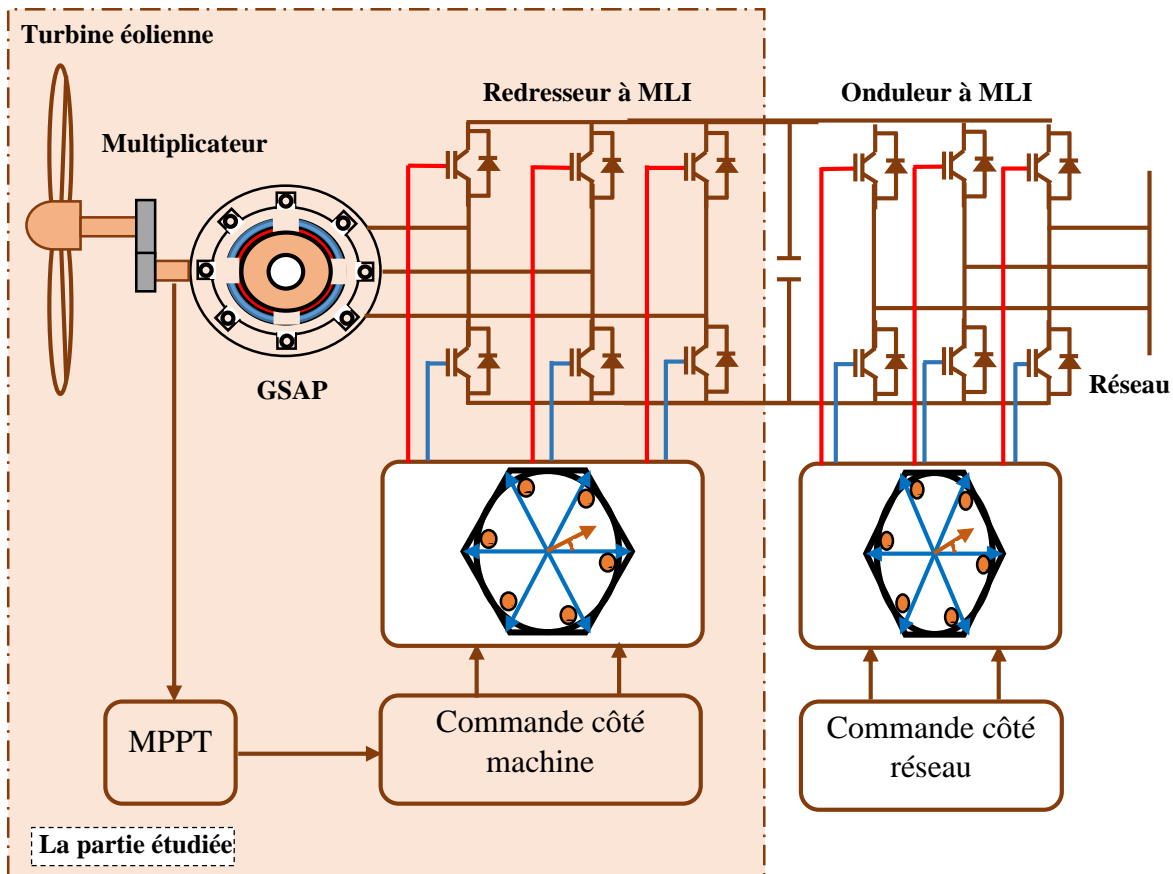 Turbine éolienne
Redresseur à MLI
Onduleur à MLI
Multiplicateur
GSAP
Réseau
MPPT
Commande côté
machine
Commande côté
réseau
La partie étudiée